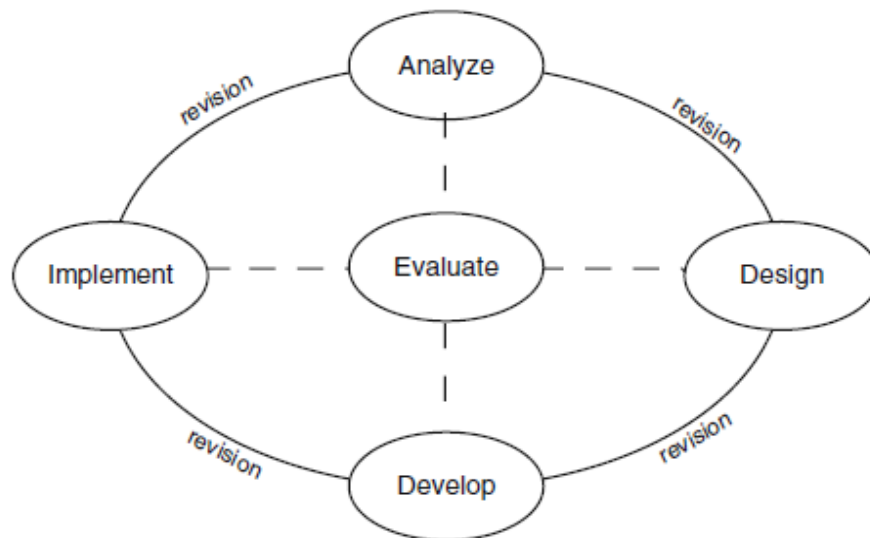 Analyze
revision
revision
Implement
Evaluate
Design
revision
revision
Develop